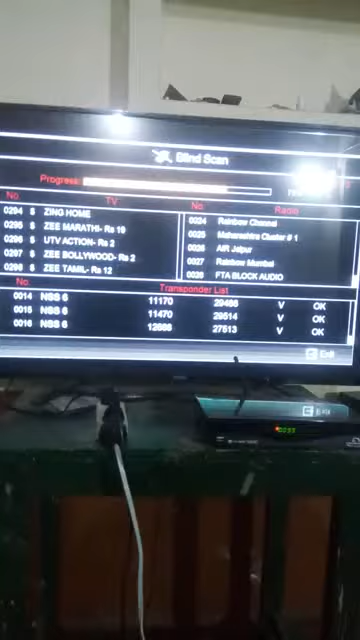 Blind Scan
Progress:
No. TV No. Radio
0294 S ZING HOME
0295 S ZEE MARATHI- Rs 19
0296 S UTV ACTION- Rs 2
0297 S ZEE BOLLYWOOD- Rs 2
0298 S ZEE TAMIL- Rs 12
0024 Rainbow Channel
0025 Maharashtra Cluster # 1
0026 AIR Jaipur
0027 Rainbow Mumbai
0028 FTA BLOCK AUDIO
No. Transponder List
0014 NSS 6 11170 29486 V OK
0015 NSS 6 11470 29514 V OK
0016 NSS 6 12688 27513 V OK
Exit